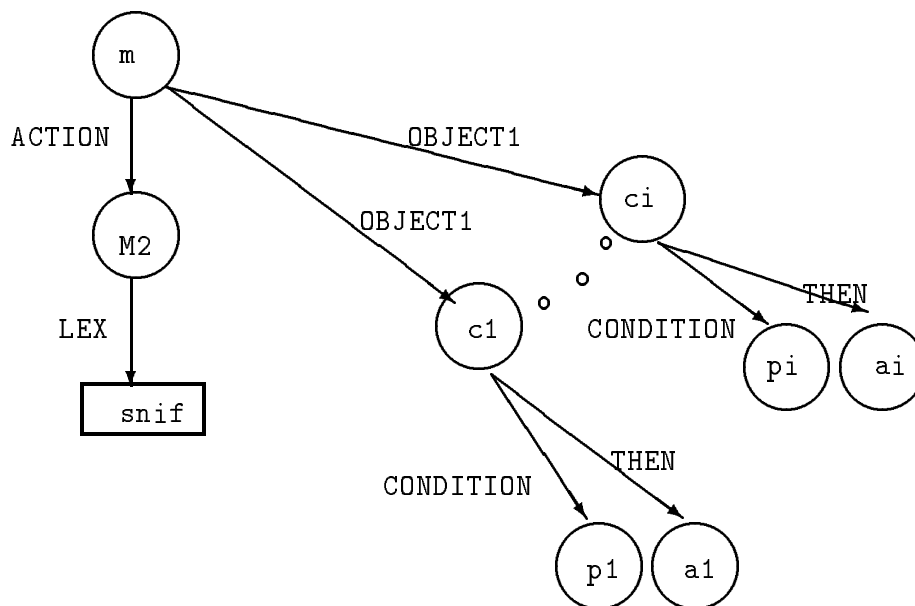 m
ACTION
OBJECT1
ci
OBJECT1
M2
THEN
LEX
c1
CONDITION
pi
ai
snif
THEN
CONDITION
p1
a1